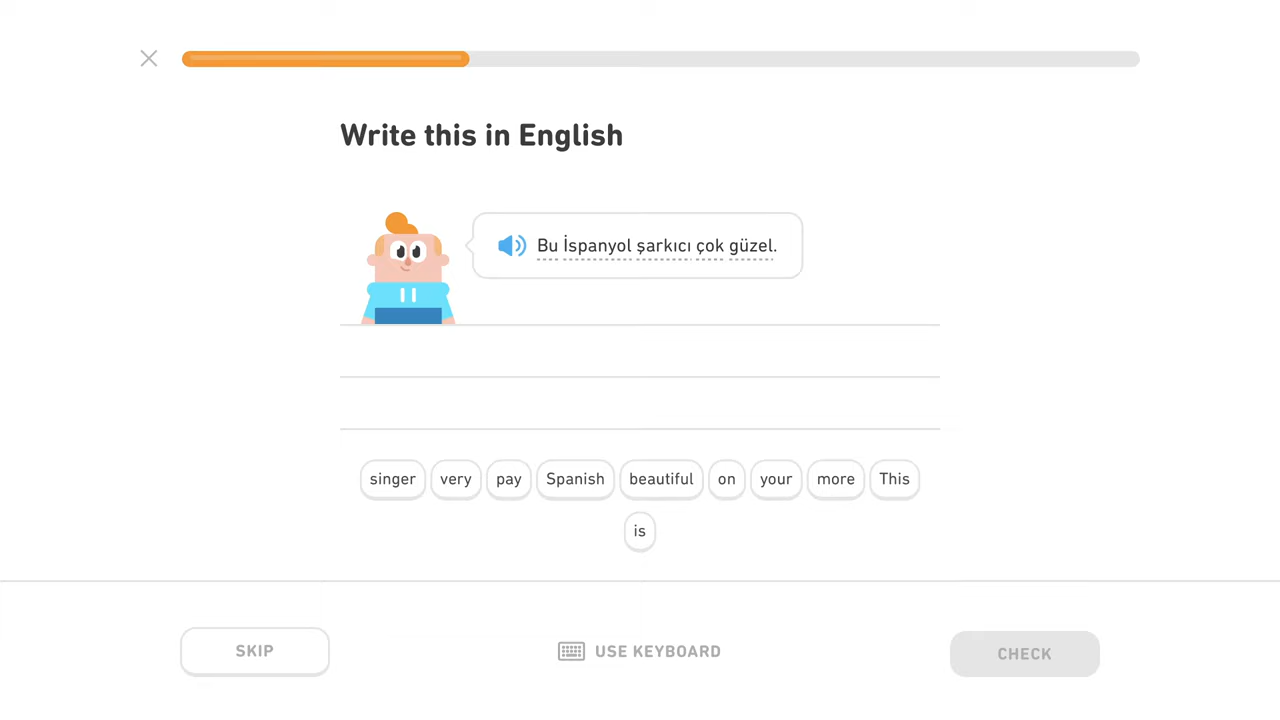 Write this in English
Bu İspanyol şarkıcı çok güzel.
singer very pay Spanish beautiful on your more This
is
SKIP USE KEYBOARD CHECK